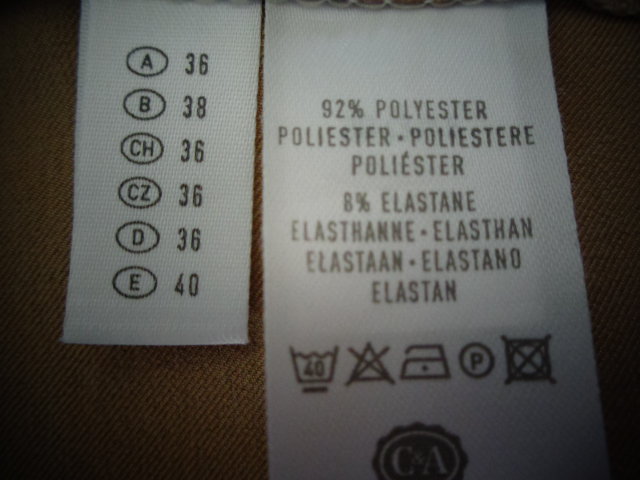 A 36
B 38
CH 36
CZ 36
D 36
E 40
92% POLYESTER
POLIESTER · POLIESTERE
POLIÉSTER
8% ELASTANE
ELASTHANNE · ELASTHAN
ELASTAAN · ELASTANO
ELASTAN
40 P
C&A